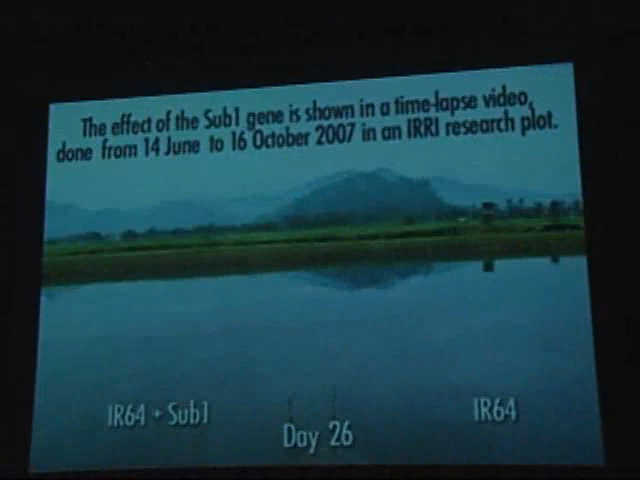 The effect of the Sub1 gene is shown in a time-lapse video,
done from 14 June to 16 October 2007 in an IRRI research plot.
IR64 + Sub1
IR64
Day 26